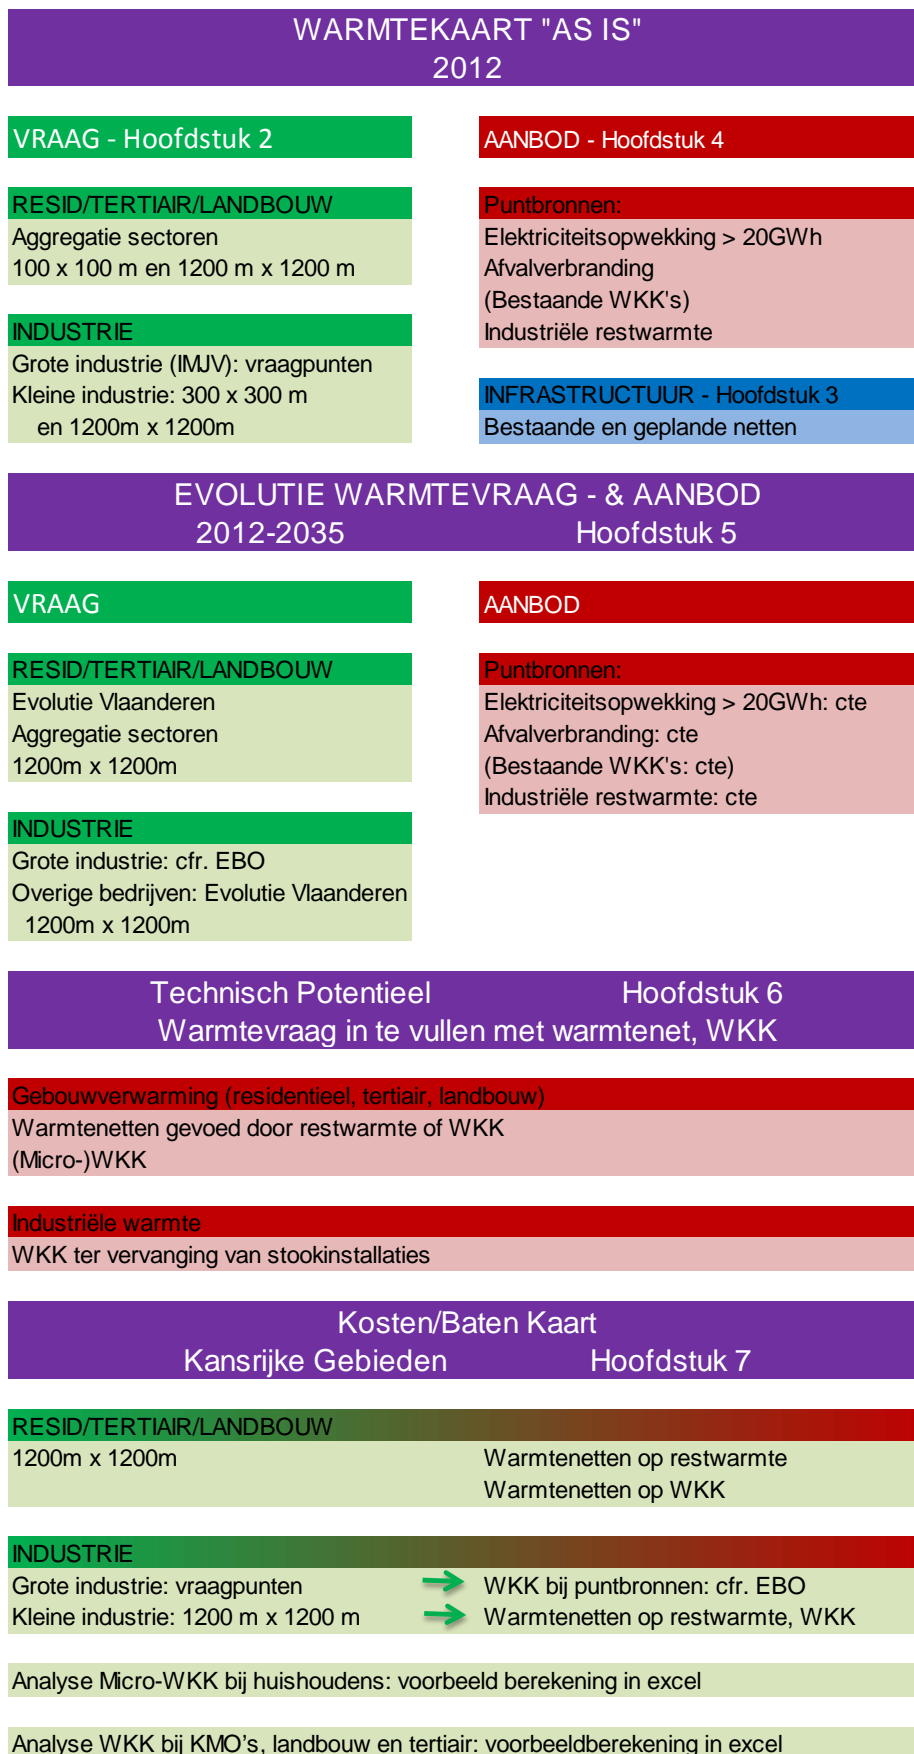 WARMTEKAART "AS IS"
2012
VRAAG - Hoofdstuk 2
RESID/TERTIAIR/LANDBOUW
Aggregatie sectoren
100 x 100 m en 1200 m x 1200 m
INDUSTRIE
Grote industrie (IMJV): vraagpunten
Kleine industrie: 300 x 300 m
en 1200m x 1200m
AANBOD - Hoofdstuk 4
Puntbronnen:
Elektriciteitsopwekking > 20GWh
Afvalverbranding
(Bestaande WKK's)
Industriële restwarmte
INFRASTRUCTUUR - Hoofdstuk 3
Bestaande en geplande netten
EVOLUTIE WARMTEVRAAG - & AANBOD
2012-2035 Hoofdstuk 5
VRAAG
RESID/TERTIAIR/LANDBOUW
Evolutie Vlaanderen
Aggregatie sectoren
1200m x 1200m
INDUSTRIE
Grote industrie: cfr. EBO
Overige bedrijven: Evolutie Vlaanderen
1200m x 1200m
AANBOD
Puntbronnen:
Elektriciteitsopwekking > 20GWh: cte
Afvalverbranding: cte
(Bestaande WKK's: cte)
Industriële restwarmte: cte
Technisch Potentieel Hoofdstuk 6
Warmtevraag in te vullen met warmtenet, WKK
Gebouwverwarming (residentieel, tertiair, landbouw)
Warmtenetten gevoed door restwarmte of WKK
(Micro-)WKK
Industriële warmte
WKK ter vervanging van stookinstallaties
Kosten/Baten Kaart
Kansrijke Gebieden Hoofdstuk 7
RESID/TERTIAIR/LANDBOUW
1200m x 1200m Warmtenetten op restwarmte
Warmtenetten op WKK
INDUSTRIE
Grote industrie: vraagpunten WKK bij puntbronnen: cfr. EBO
Kleine industrie: 1200 m x 1200 m Warmtenetten op restwarmte, WKK
Analyse Micro-WKK bij huishoudens: voorbeeld berekening in excel
Analyse WKK bij KMO's, landbouw en tertiair: voorbeeldberekening in excel